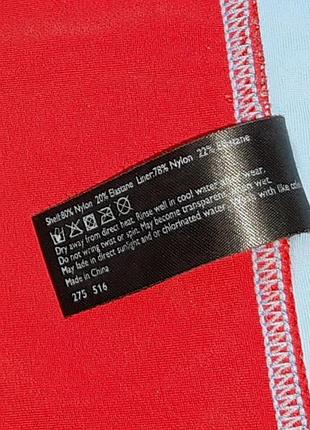 Shell:80% Nylon 20% Elastane Liner:78% Nylon 22% Elastane
Dry away from direct heat. Rinse well in cool water after wear.
Do not wring twist or spin. May become transparent when wet.
May fade in direct sunlight and or chlorinated water. Wash with like
Made in China
275 S16